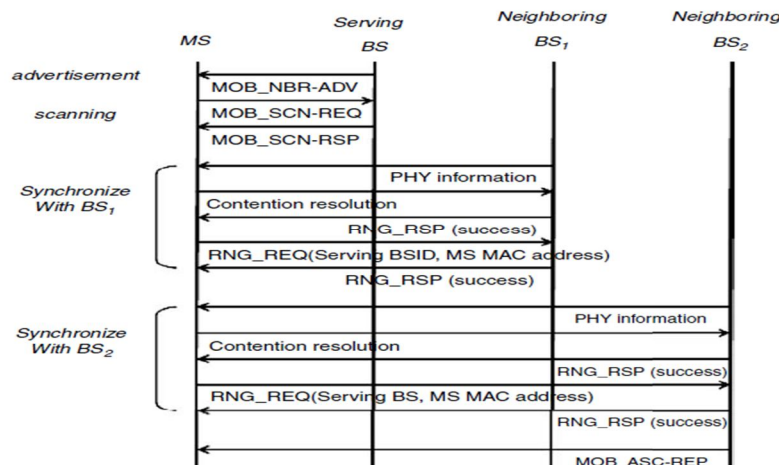 MS
Serving
BS
Neighboring
BS1
Neighboring
BS2
advertisement
MOB_NBR-ADV
scanning
MOB_SCN-REQ
MOB_SCN-RSP
Synchronize
With BS1
PHY information
Contention resolution
RNG_RSP (success)
RNG_REQ(Serving BSID, MS MAC address)
RNG_RSP (success)
Synchronize
With BS2
PHY information
Contention resolution
RNG_RSP (success)
RNG_REQ(Serving BS, MS MAC address)
RNG_RSP (success)
MOB_ASC-REP